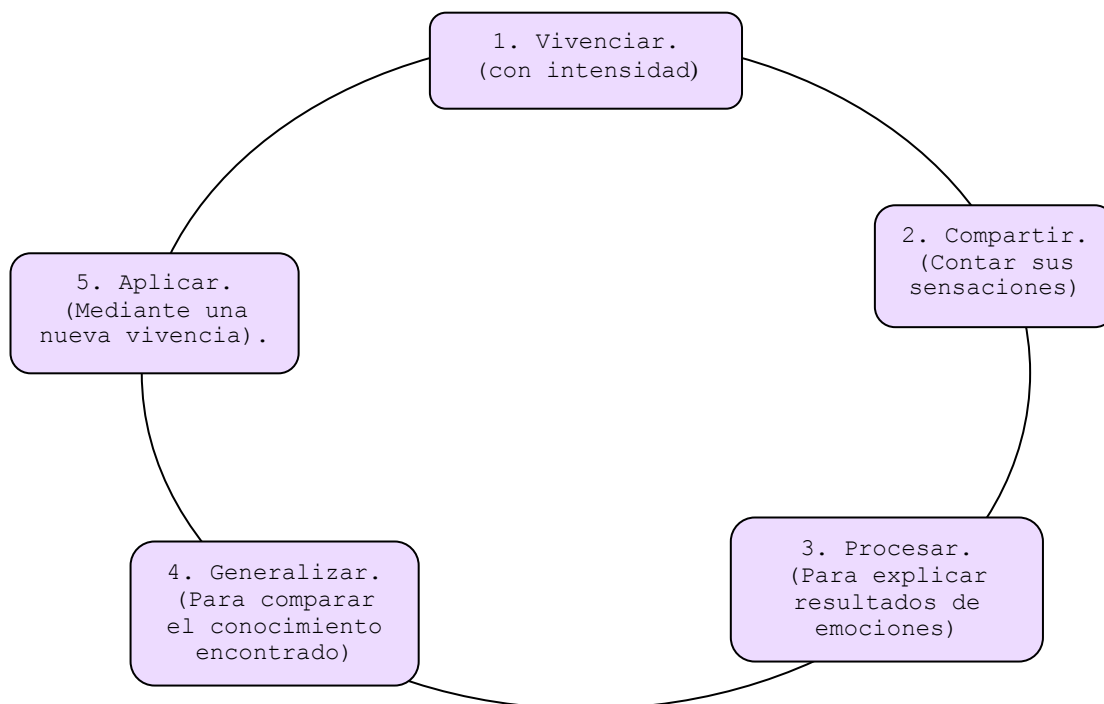 1. Vivenciar.
(con intensidad)
2. Compartir.
(Contar sus
sensaciones)
3. Procesar.
(Para explicar
resultados de
emociones)
4. Generalizar.
(Para comparar
el conocimiento
encontrado)
5. Aplicar.
(Mediante una
nueva vivencia).